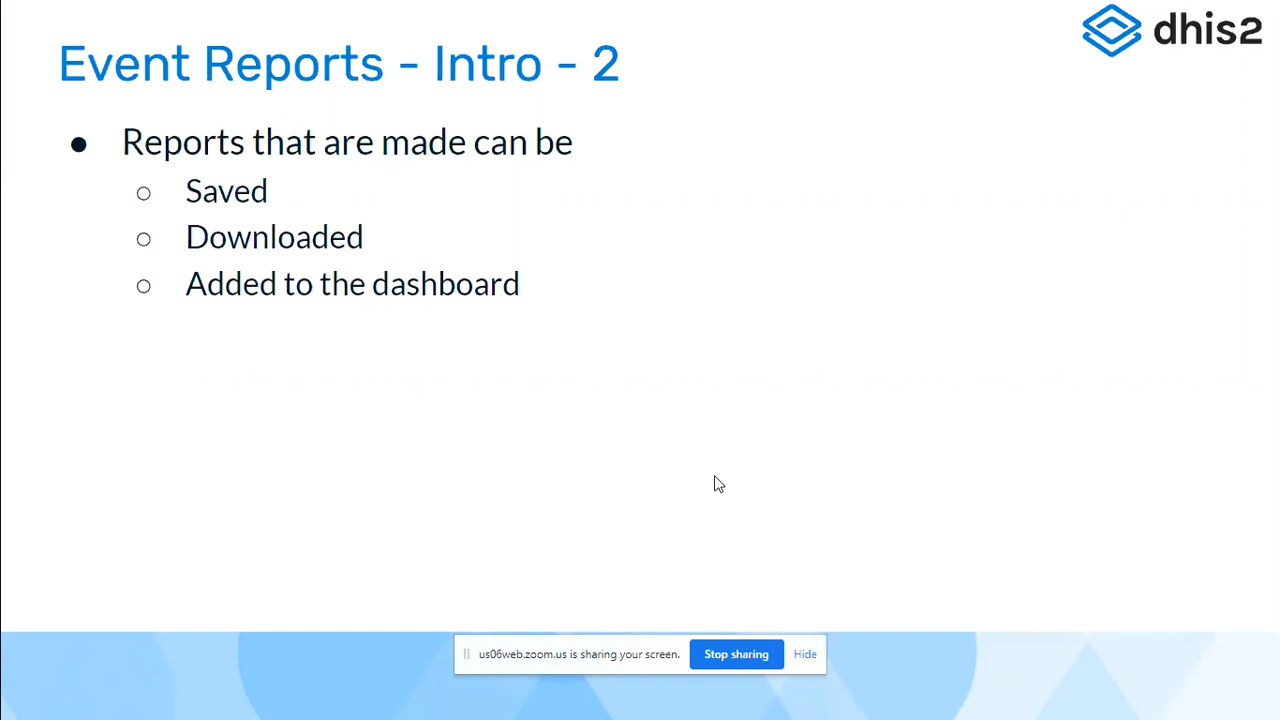 dhis2
Event Reports - Intro - 2
● Reports that are made can be
○ Saved
○ Downloaded
○ Added to the dashboard
us06web.zoom.us is sharing your screen. Stop sharing Hide